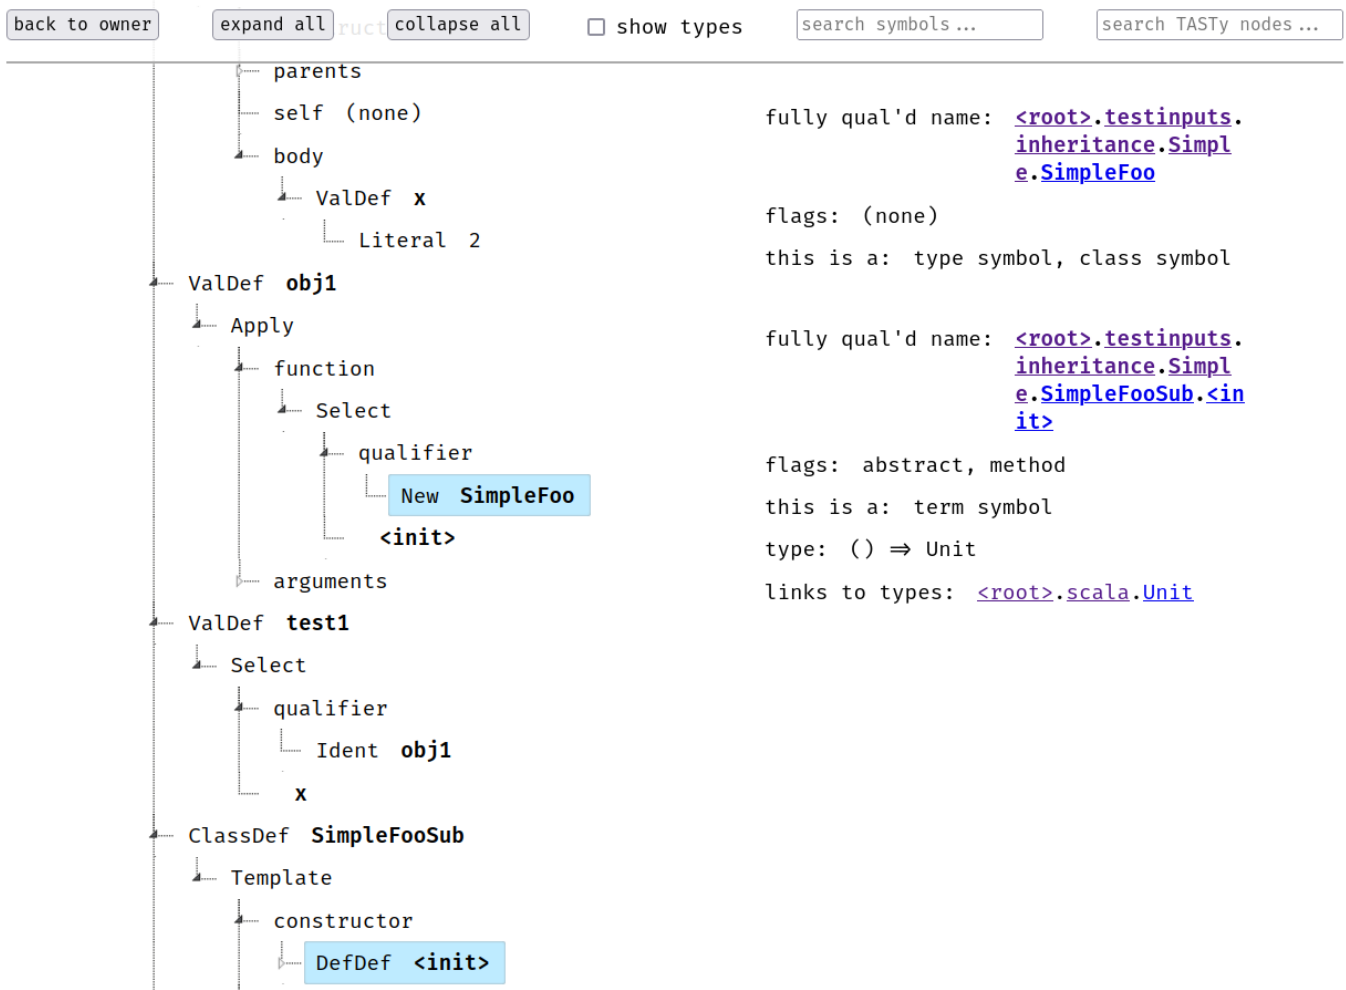 back to owner expand all collapse all show types search symbols... search TASTy nodes...
parents
self (none)
body
ValDef x
Literal 2
ValDef obj1
Apply
function
Select
qualifier
New SimpleFoo
<init>
arguments
ValDef test1
Select
qualifier
Ident obj1
x
ClassDef SimpleFooSub
Template
constructor
DefDef <init>
fully qual'd name: <root>.testinputs.
inheritance.Simpl
e.SimpleFoo
flags: (none)
this is a: type symbol, class symbol
fully qual'd name: <root>.testinputs.
inheritance.Simpl
e.SimpleFooSub.<in
it>
flags: abstract, method
this is a: term symbol
type: () ⇒ Unit
links to types: <root>.scala.Unit